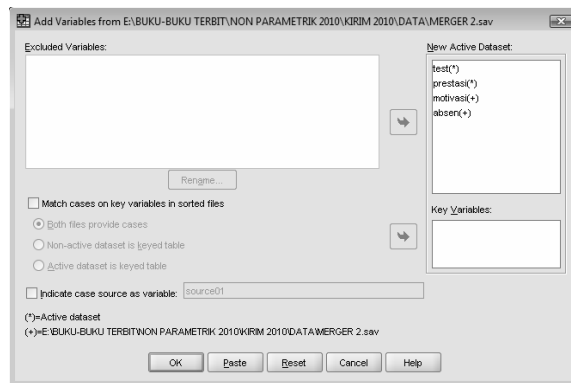 Add Variables from E:\BUKU-BUKU TERBIT\NON PARAMETRIK 2010\KIRIM 2010\DATA\MERGER 2.sav
Excluded Variables:
New Active Dataset:
test(*)
prestasi(*)
motivasi(+)
absen(+)
Rename...
Match cases on key variables in sorted files
Both files provide cases
Non-active dataset is keyed table
Active dataset is keyed table
Key Variables:
Indicate case source as variable: source01
(*)=Active dataset
(+)=E:\BUKU-BUKU TERBIT\NON PARAMETRIK 2010\KIRIM 2010\DATA\MERGER 2.sav
OK Paste Reset Cancel Help